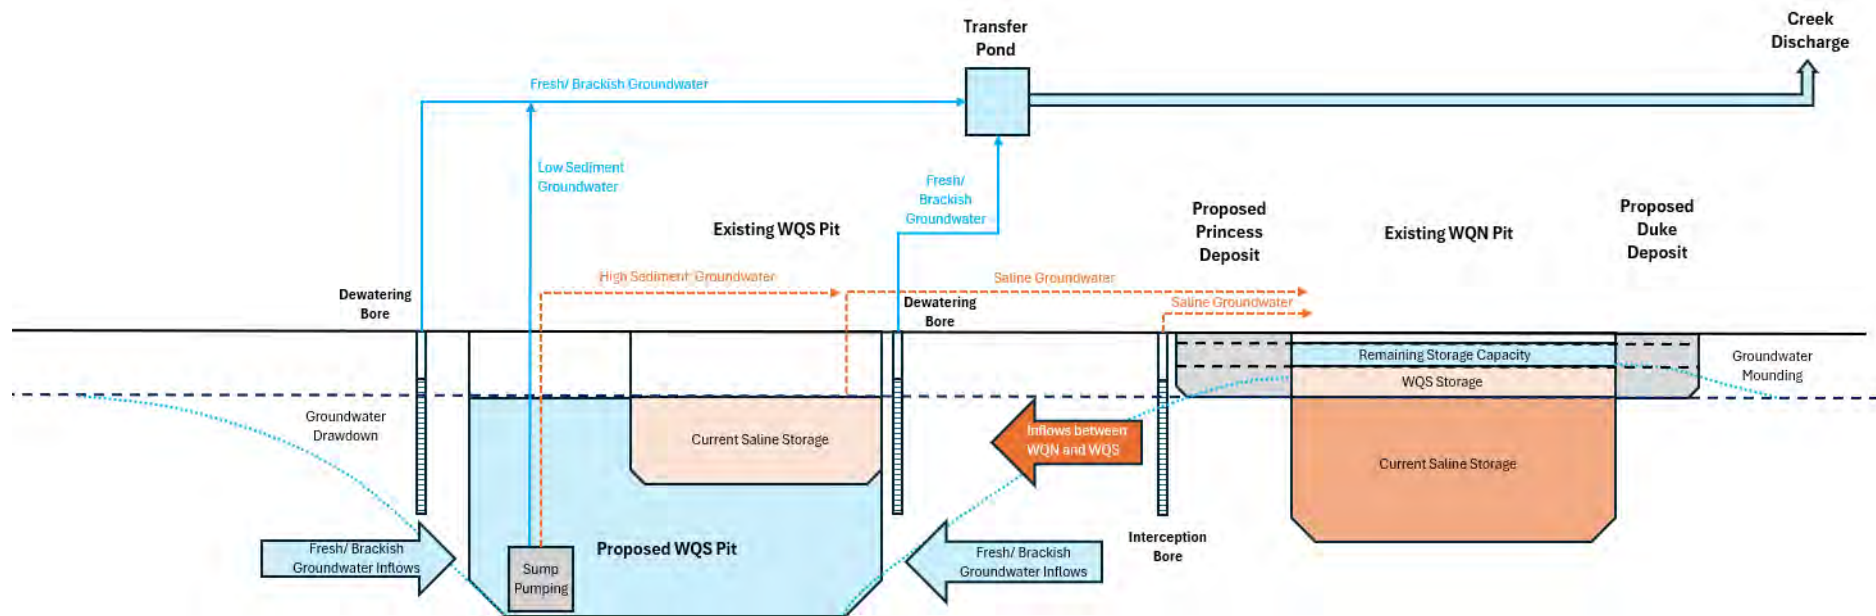 Transfer
Pond
Creek
Discharge
Fresh/ Brackish Groundwater
Low Sediment
Groundwater
Fresh/
Brackish
Groundwater
Existing WQS Pit
Proposed
Princess
Deposit
Existing WQN Pit
Proposed
Duke
Deposit
High Sediment Groundwater
Saline Groundwater
Saline Groundwater
Dewatering
Bore
Dewatering
Bore
Remaining Storage Capacity
WQS Storage
Groundwater
Mounding
Groundwater
Drawdown
Current Saline Storage
Inflows between
WQN and WQS
Current Saline Storage
Fresh/ Brackish
Groundwater Inflows
Sump
Pumping
Proposed WQS Pit
Fresh/ Brackish
Groundwater Inflows
Interception
Bore